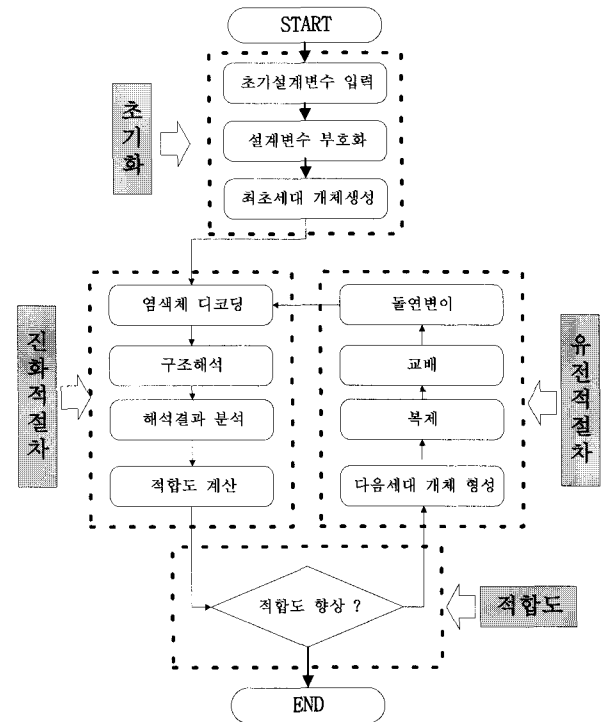 START
초기설계변수 입력
설계변수 부호화
최초세대 개체생성
초기화
염색체 디코딩
구조해석
해석결과 분석
적합도 계산
진화적절차
돌연변이
교배
복제
다음세대 개체 형성
유전적절차
적합도 향상 ?
적합도
END